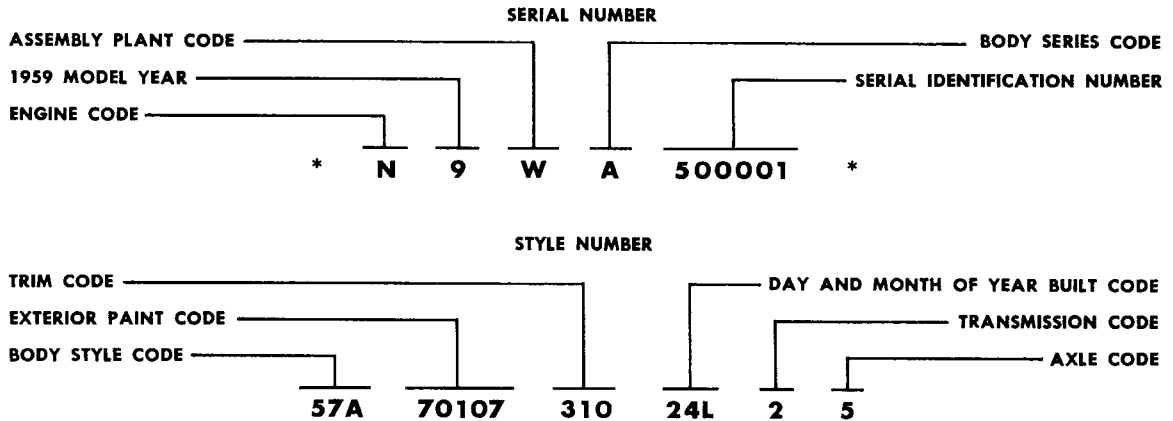 SERIAL NUMBER
ASSEMBLY PLANT CODE
BODY SERIES CODE
1959 MODEL YEAR
SERIAL IDENTIFICATION NUMBER
ENGINE CODE
* N 9 W A 500001 *
STYLE NUMBER
TRIM CODE
DAY AND MONTH OF YEAR BUILT CODE
EXTERIOR PAINT CODE
TRANSMISSION CODE
BODY STYLE CODE
AXLE CODE
57A 70107 310 24L 2 5